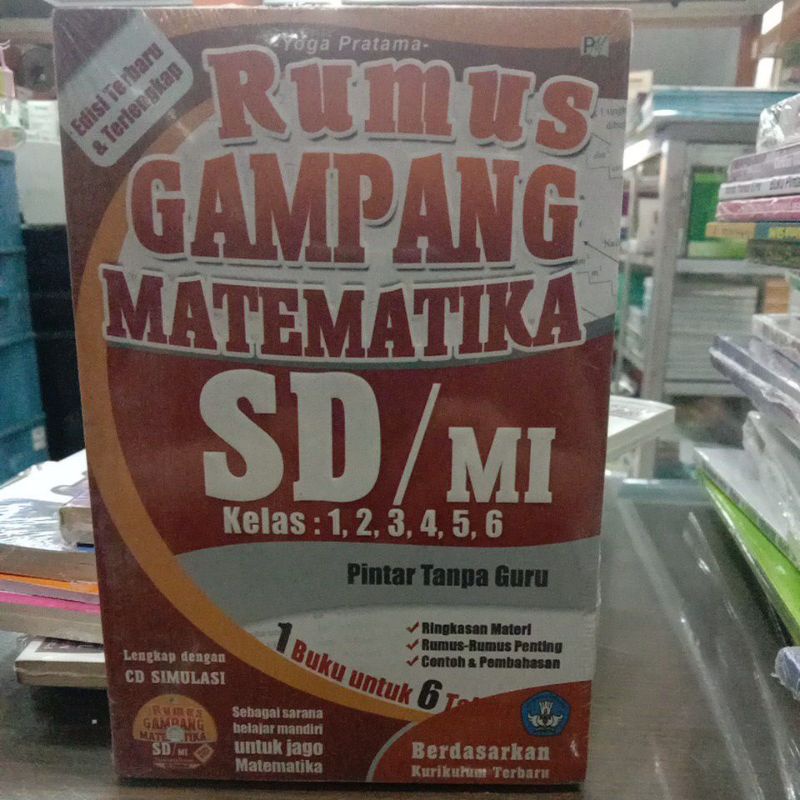 -Yoga Pratama-
Edisi Terbaru
& Terlengkap
Rumus
GAMPANG
MATEMATIKA
SD/MI
Kelas : 1, 2, 3, 4, 5, 6
Pintar Tanpa Guru
✓ Ringkasan Materi
✓ Rumus-Rumus Penting
✓ Contoh & Pembahasan
1 Buku untuk 6
Lengkap dengan
CD SIMULASI
Rumus
GAMPANG
MATEMATIKA
SD/MI
Sebagai sarana
belajar mandiri
untuk jago
Matematika
Berdasarkan
Kurikulum Terbaru